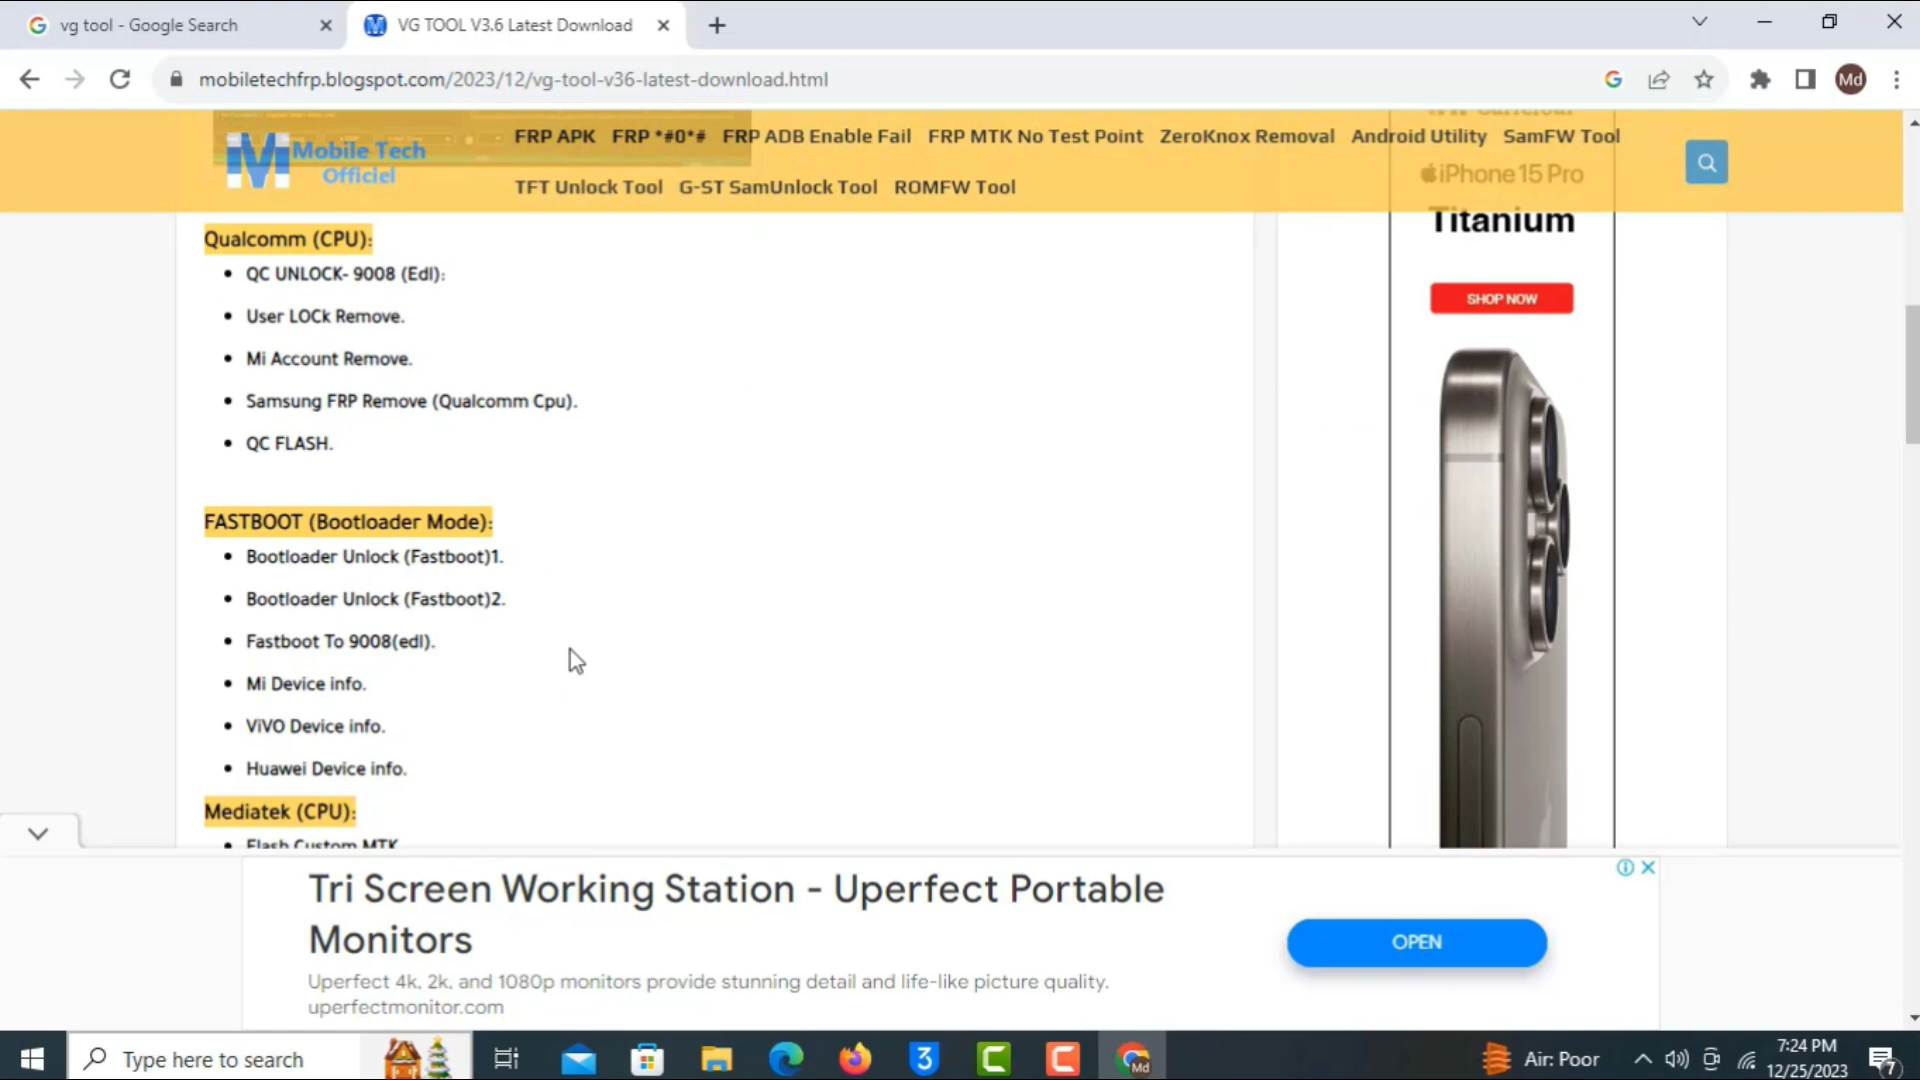 vg tool - Google Search
VG TOOL V3.6 Latest Download
mobiletechfrp.blogspot.com/2023/12/vg-tool-v36-latest-download.html
Md
Mobile Tech
Officiel
FRP APK FRP *#0*# FRP ADB Enable Fail FRP MTK No Test Point ZeroKnox Removal Android Utility SamFW Tool
TFT Unlock Tool G-ST SamUnlock Tool ROMFW Tool
iPhone 15 Pro
Titanium
SHOP NOW
Qualcomm (CPU):
• QC UNLOCK- 9008 (Edl):
• User LOCk Remove.
• Mi Account Remove.
• Samsung FRP Remove (Qualcomm Cpu).
• QC FLASH.
FASTBOOT (Bootloader Mode):
• Bootloader Unlock (Fastboot)1.
• Bootloader Unlock (Fastboot)2.
• Fastboot To 9008(edl).
• Mi Device info.
• ViVO Device info.
• Huawei Device info.
Mediatek (CPU):
• Flash Custom MTK
Tri Screen Working Station - Uperfect Portable
Monitors
Uperfect 4k, 2k, and 1080p monitors provide stunning detail and life-like picture quality.
uperfectmonitor.com
OPEN
Type here to search
3
Md
Air: Poor
7:24 PM
12/25/2023
7